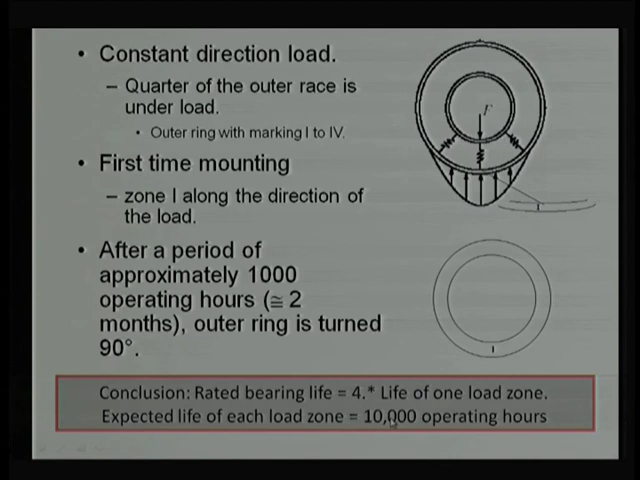 • Constant direction load.
– Quarter of the outer race is
under load.
• Outer ring with marking I to IV.
• First time mounting
– zone I along the direction of
the load.
• After a period of
approximately 1000
operating hours (≅ 2
months), outer ring is turned
90°.
F
I
I
Conclusion: Rated bearing life = 4.* Life of one load zone.
Expected life of each load zone = 10,000 operating hours